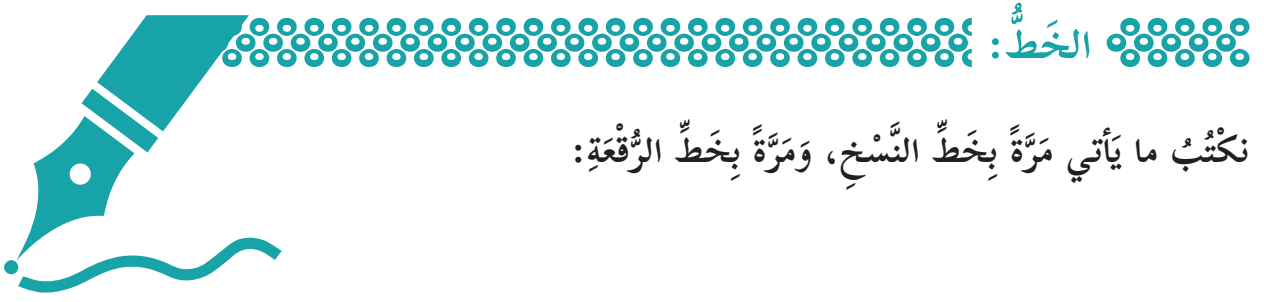 الخَطُّ:
نكْتُبُ ما يَأتي مَرَّةً بِخَطِّ النَّسْخِ، وَمَرَّةً بِخَطِّ الرُّقْعَةِ: